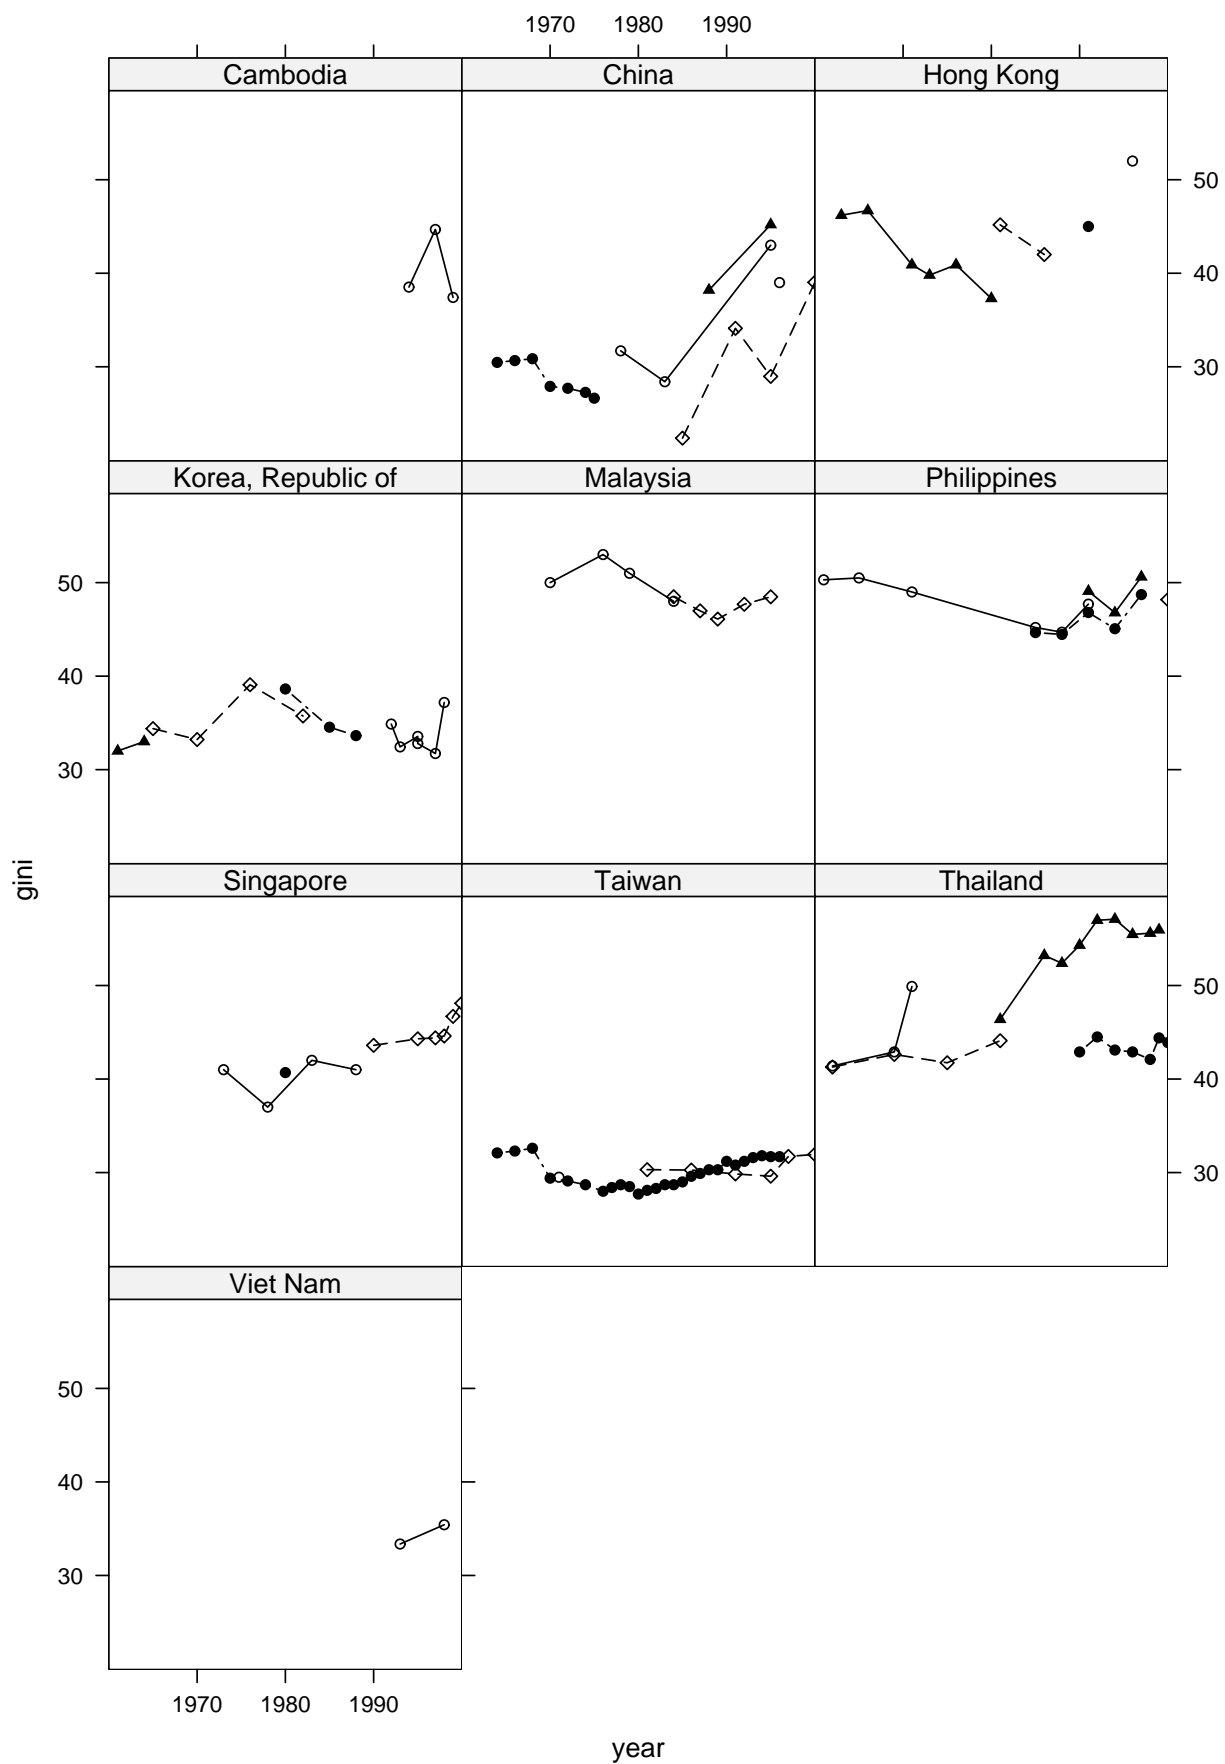 1970 1980 1990
Cambodia China Hong Kong
50
40
30
Korea, Republic of Malaysia Philippines
50
40
30
gini
Singapore Taiwan Thailand
50
40
30
Viet Nam
50
40
30
1970 1980 1990
year